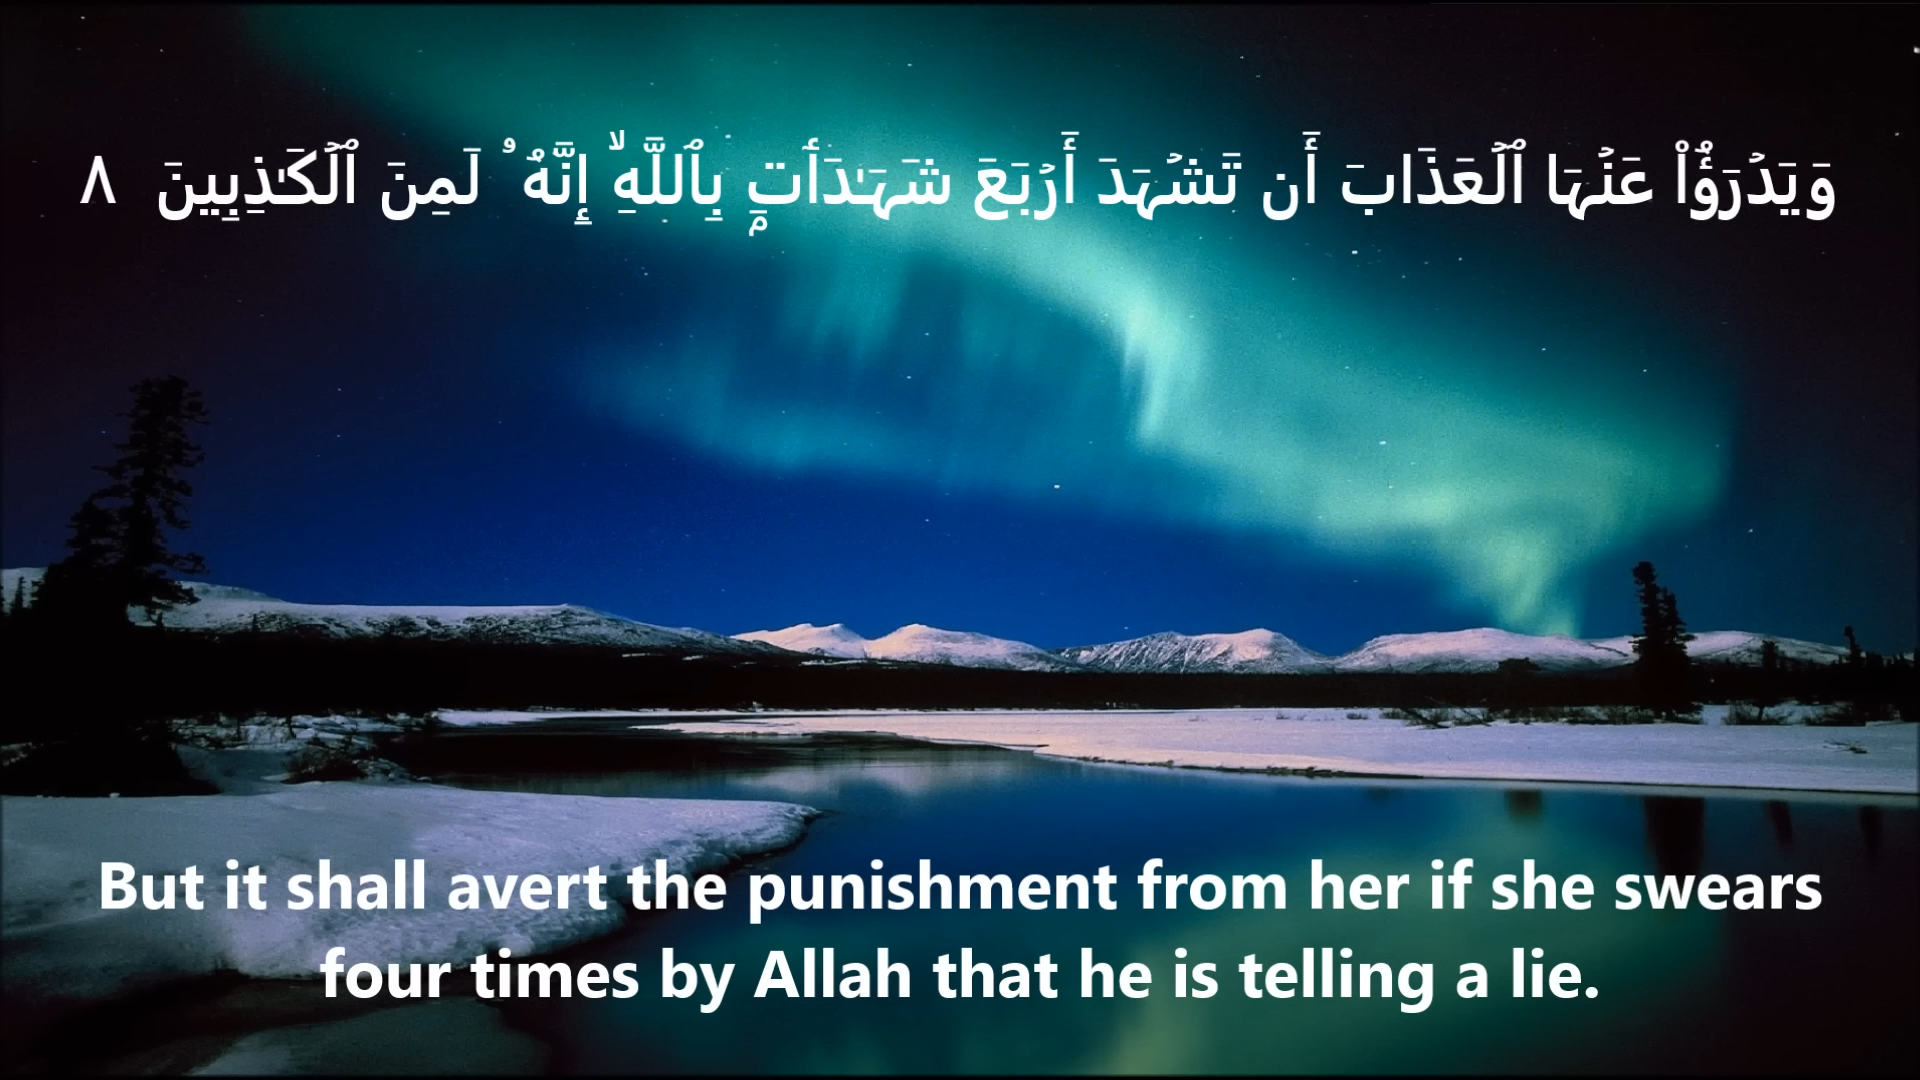 وَيَدۡرَؤُاْ عَنۡهَا ٱلۡعَذَابَ أَن تَشۡهَدَ أَرۡبَعَ شَهَـٰدَٲتِۭ بِٱللَّهِۙ إِنَّهُ ۥ لَمِنَ ٱلۡكَـٰذِبِينَ ٨
But it shall avert the punishment from her if she swears
four times by Allah that he is telling a lie.